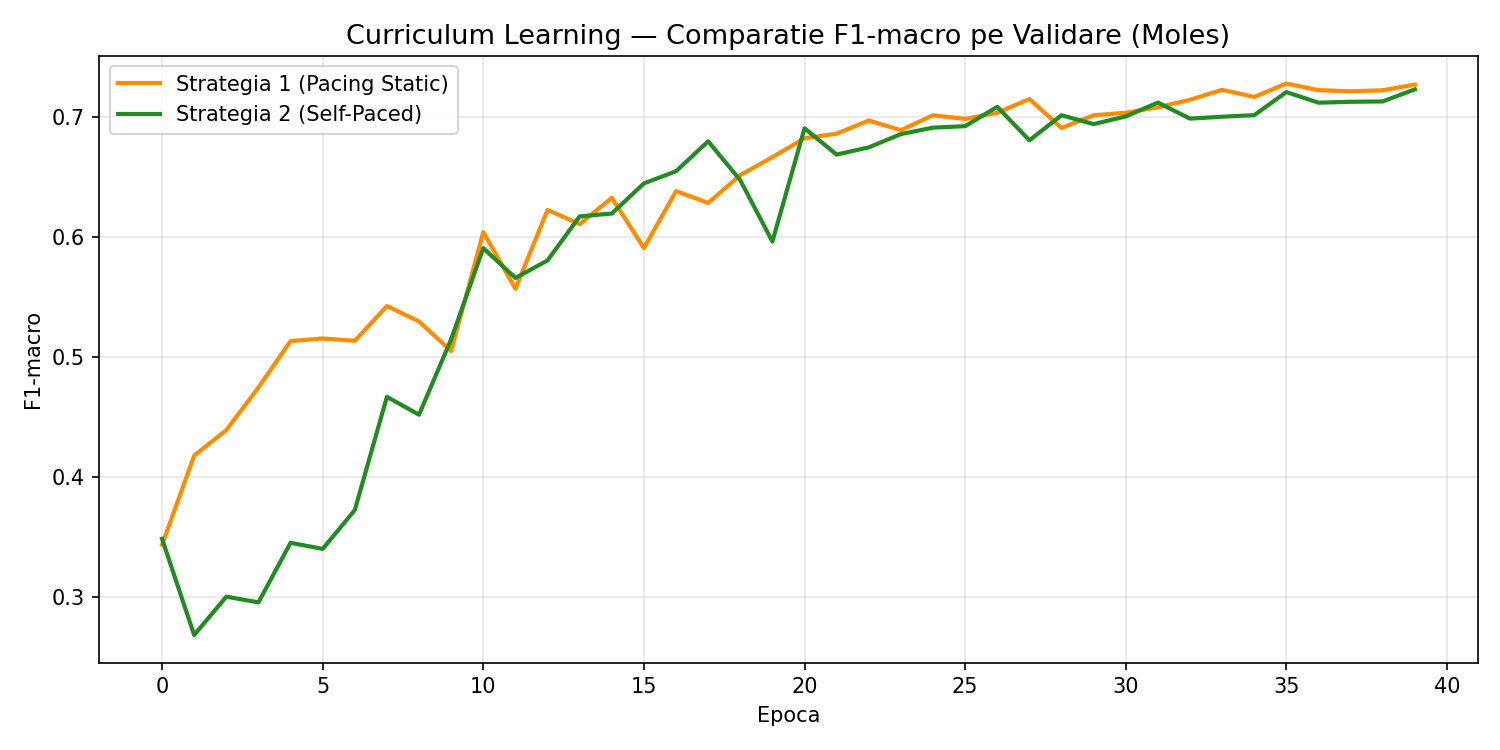 Curriculum Learning — Comparatie F1-macro pe Validare (Moles)
Strategia 1 (Pacing Static)
Strategia 2 (Self-Paced)
F1-macro
0.7
0.6
0.5
0.4
0.3
0 5 10 15 20 25 30 35 40
Epoca